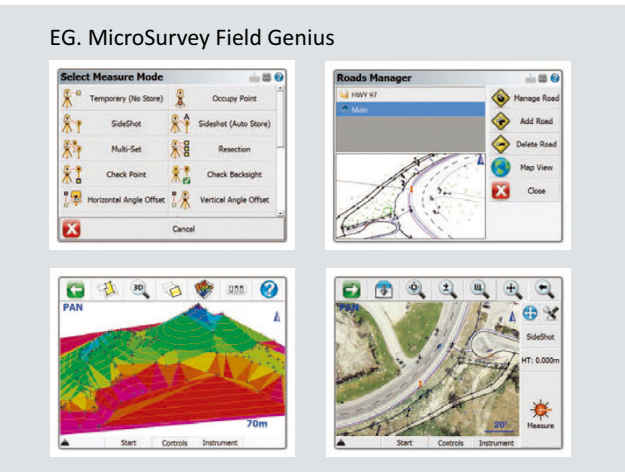 EG. MicroSurvey Field Genius
Select Measure Mode
Temporary (No Store)
Occupy Point
SideShot
Sideshot (Auto Store)
Multi-Set
Resection
Check Point
Check Backsight
Horizontal Angle Offset
Vertical Angle Offset
Cancel
Roads Manager
HWY 97
Main
Manage Road
Add Road
Delete Road
Map View
Close
3D
PAN
70m
Start
Controls
Instrument
PAN
SideShot
HT: 0.000m
Measure
20'
Start
Controls
Instrument